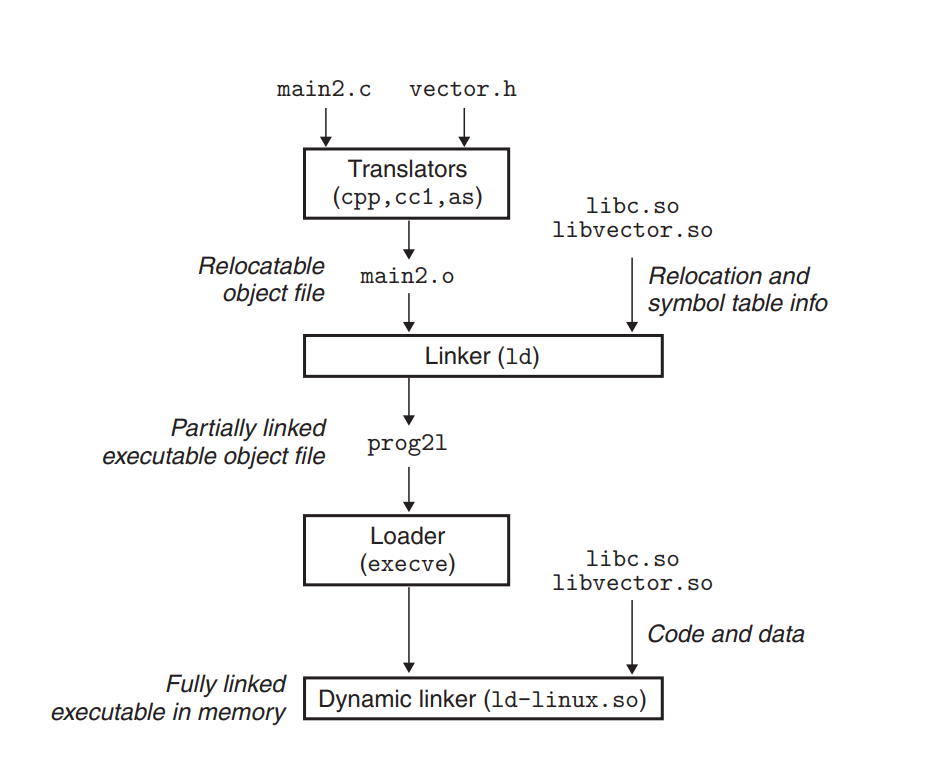 main2.c vector.h
Translators
(cpp,cc1,as)
libc.so
libvector.so
Relocatable
object file
main2.o
Relocation and
symbol table info
Linker (ld)
Partially linked
executable object file
prog2l
Loader
(execve)
libc.so
libvector.so
Code and data
Fully linked
executable in memory
Dynamic linker (ld-linux.so)